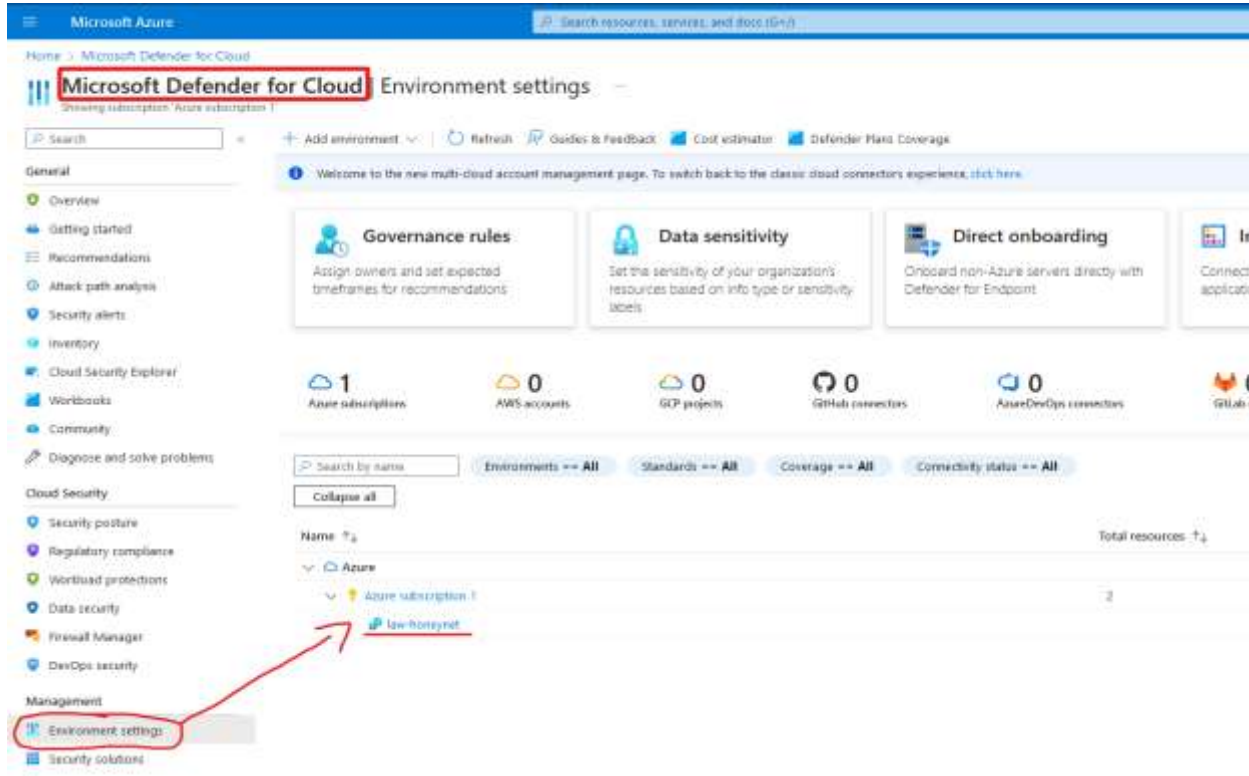 Microsoft Azure
Search resources, services, and docs (G+/)
Home > Microsoft Defender for Cloud
Microsoft Defender for Cloud | Environment settings ...
Showing subscription 'Azure subscription 1'
Search
Add environment
Refresh
Guides & Feedback
Cost estimator
Defender Plans Coverage
General
Overview
Getting started
Recommendations
Attack path analysis
Security alerts
Inventory
Cloud Security Explorer
Workbooks
Community
Diagnose and solve problems
Cloud Security
Security posture
Regulatory compliance
Workload protections
Data security
Firewall Manager
DevOps security
Management
Environment settings
Security solutions
Welcome to the new multi-cloud account management page. To switch back to the classic cloud connectors experience, click here.
Governance rules
Assign owners and set expected
timeframes for recommendations
Data sensitivity
Set the sensitivity of your organization's
resources based on info type or sensitivity
labels
Direct onboarding
Onboard non-Azure servers directly with
Defender for Endpoint
Connect
1
Azure subscriptions
0
AWS accounts
0
GCP projects
0
GitHub connectors
0
AzureDevOps connectors
GitLab
Search by name
Environments == All
Standards == All
Coverage == All
Connectivity status == All
Collapse all
Name
Total resources
Azure
Azure subscription 1
2
law-honeynet